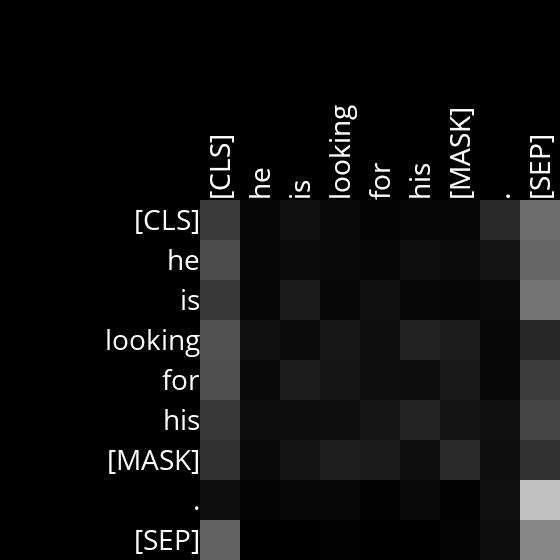 [CLS] he is looking for his [MASK] . [SEP]
[CLS]
he
is
looking
for
his
[MASK]
.
[SEP]